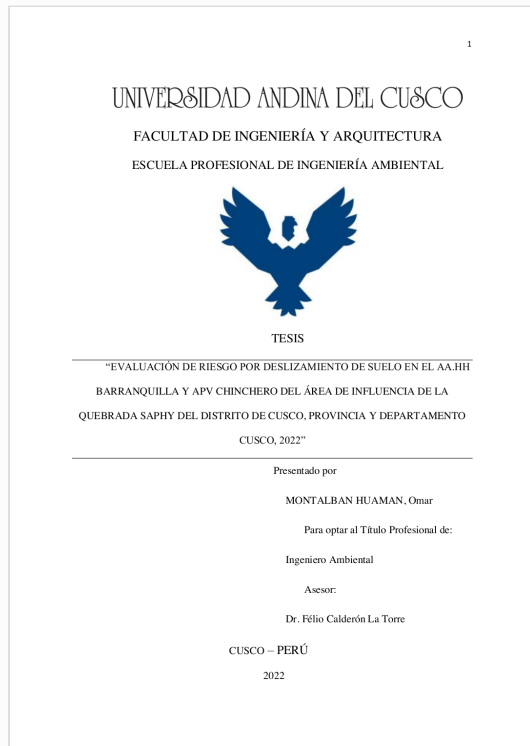 1
UNIVERSIDAD ANDINA DEL CUSCO
FACULTAD DE INGENIERÍA Y ARQUITECTURA
ESCUELA PROFESIONAL DE INGENIERÍA AMBIENTAL
TESIS
“EVALUACIÓN DE RIESGO POR DESLIZAMIENTO DE SUELO EN EL AA.HH
BARRANQUILLA Y APV CHINCHERO DEL ÁREA DE INFLUENCIA DE LA
QUEBRADA SAPHY DEL DISTRITO DE CUSCO, PROVINCIA Y DEPARTAMENTO
CUSCO, 2022”
Presentado por
MONTALBAN HUAMAN, Omar
Para optar al Título Profesional de:
Ingeniero Ambiental
Asesor:
Dr. Félio Calderón La Torre
CUSCO – PERÚ
2022